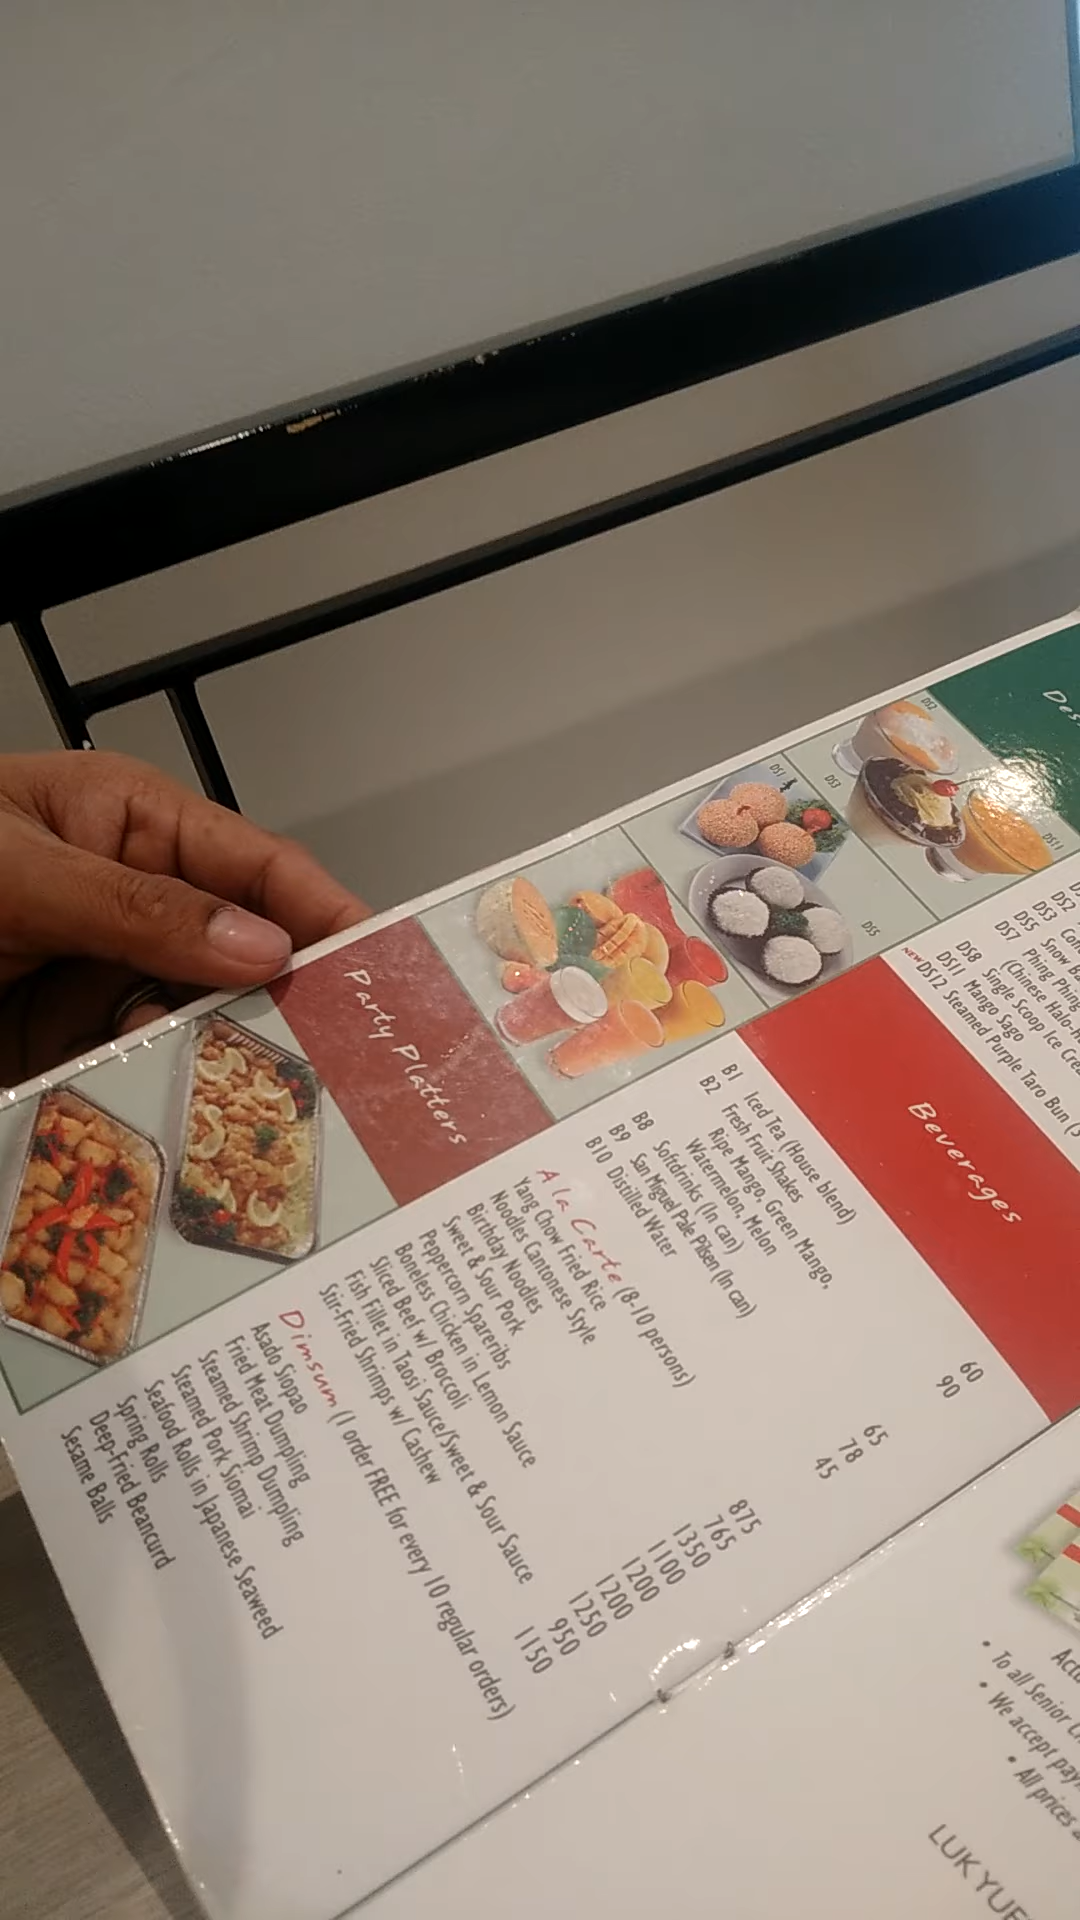 Des
DS2
DS3
DS11
DS1
DS5
DS2
DS3
DS5 Snow
DS7 Phing Phing
(Chinese Halo-
DS8 Single Scoop Ice
DS11 Mango Sago
NEW DS12 Steamed Purple Taro Bun (3
Beverages
B1 Iced Tea (House blend) 60
B2 Fresh Fruit Shakes 90
Ripe Mango, Green Mango,
Watermelon, Melon
B8 Softdrinks (In can) 65
B9 San Miguel Pale Pilsen (In can) 78
B10 Distilled Water 45
Party Platters
A la Carte (8-10 persons)
Yang Chow Fried Rice 875
Noodles Cantonese Style 765
Birthday Noodles 1350
Sweet & Sour Pork 1100
Peppercorn Spareribs 1200
Boneless Chicken in Lemon Sauce 1200
Sliced Beef w/ Broccoli 1250
Fish Fillet in Taosi Sauce/Sweet & Sour Sauce 950
Stir-Fried Shrimps w/ Cashew 1150
Dimsum (1 order FREE for every 10 regular orders)
Asado Siopao
Fried Meat Dumpling
Steamed Shrimp Dumpling
Steamed Pork Siomai
Seafood Rolls in Japanese Seaweed
Spring Rolls
Deep-Fried Beancurd
Sesame Balls
Actu
• To all Senior
• We accept pay
• All prices
LUK YUE